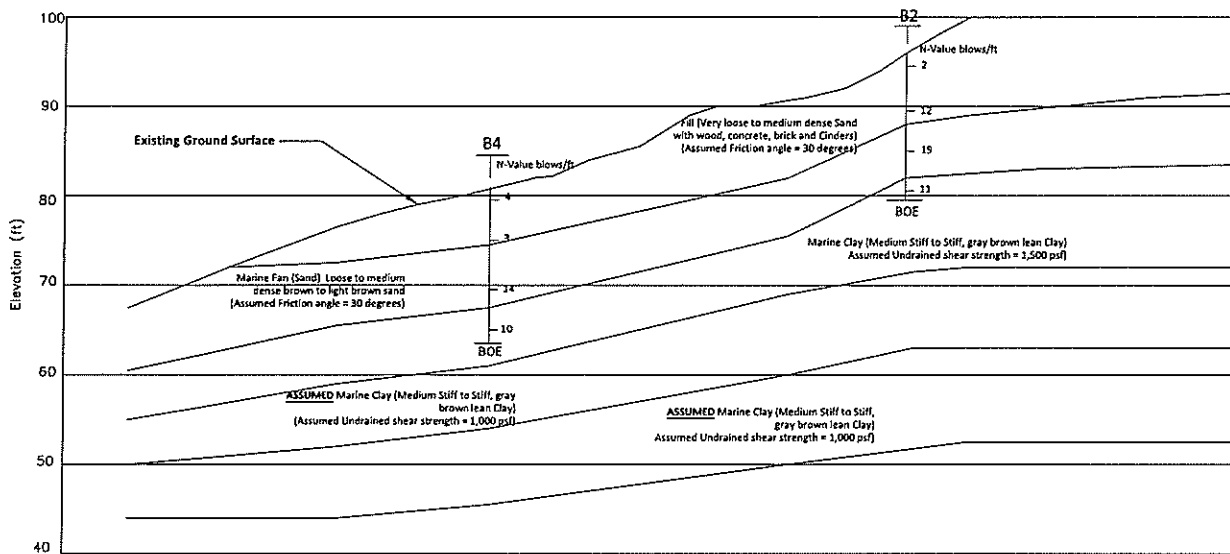 100
90
80
70
60
50
40
Elevation (ft)
B2
N-Value blows/ft
2
12
19
11
BOE
Fill (Very loose to medium dense Sand
with wood, concrete, brick and Cinders)
(Assumed Friction angle = 30 degrees)
Existing Ground Surface
B4
N-Value blows/ft
4
3
14
10
BOE
Marine Fan (Sand) Loose to medium
dense brown to light brown sand
(Assumed Friction angle = 30 degrees)
Marine Clay (Medium Stiff to Stiff, gray brown lean Clay)
Assumed Undrained shear strength = 1,500 psf)
ASSUMED Marine Clay (Medium Stiff to Stiff, gray
brown lean Clay)
(Assumed Undrained shear strength = 1,000 psf)
ASSUMED Marine Clay (Medium Stiff to Stiff,
gray brown lean Clay)
Assumed Undrained shear strength = 1,000 psf)